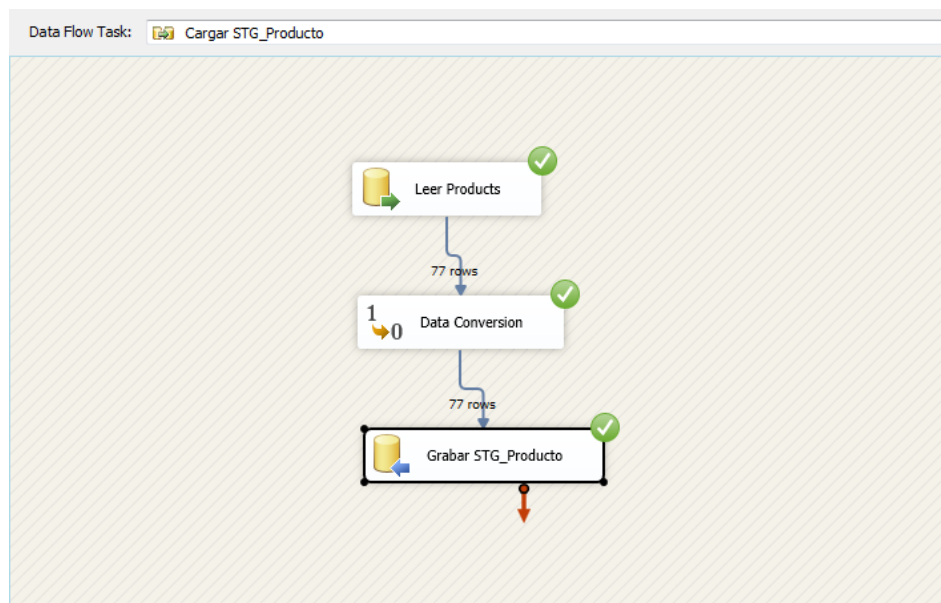 Data Flow Task: Cargar STG_Producto
Leer Products
77 rows
1
0
Data Conversion
77 rows
Grabar STG_Producto